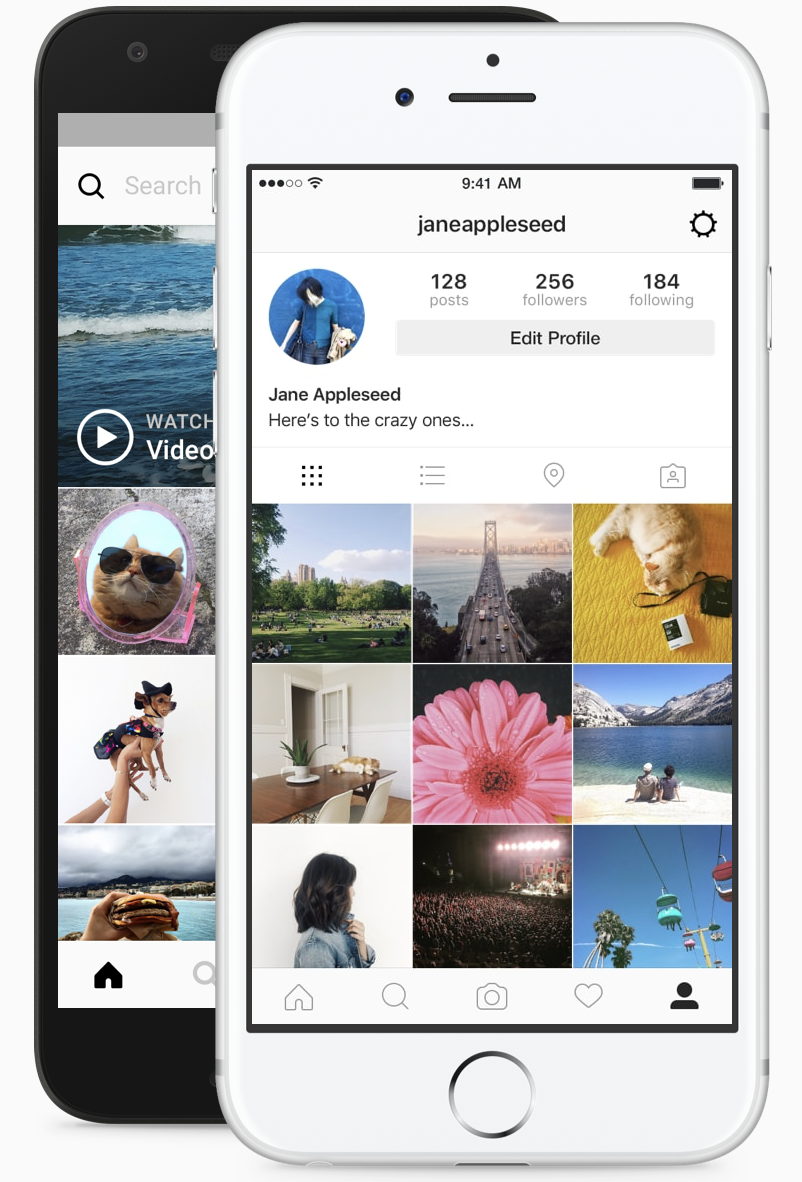 Search
WATCH
Video
9:41 AM
janeappleseed
128
256
184
posts
followers
following
Edit Profile
Jane Appleseed
Here’s to the crazy ones...